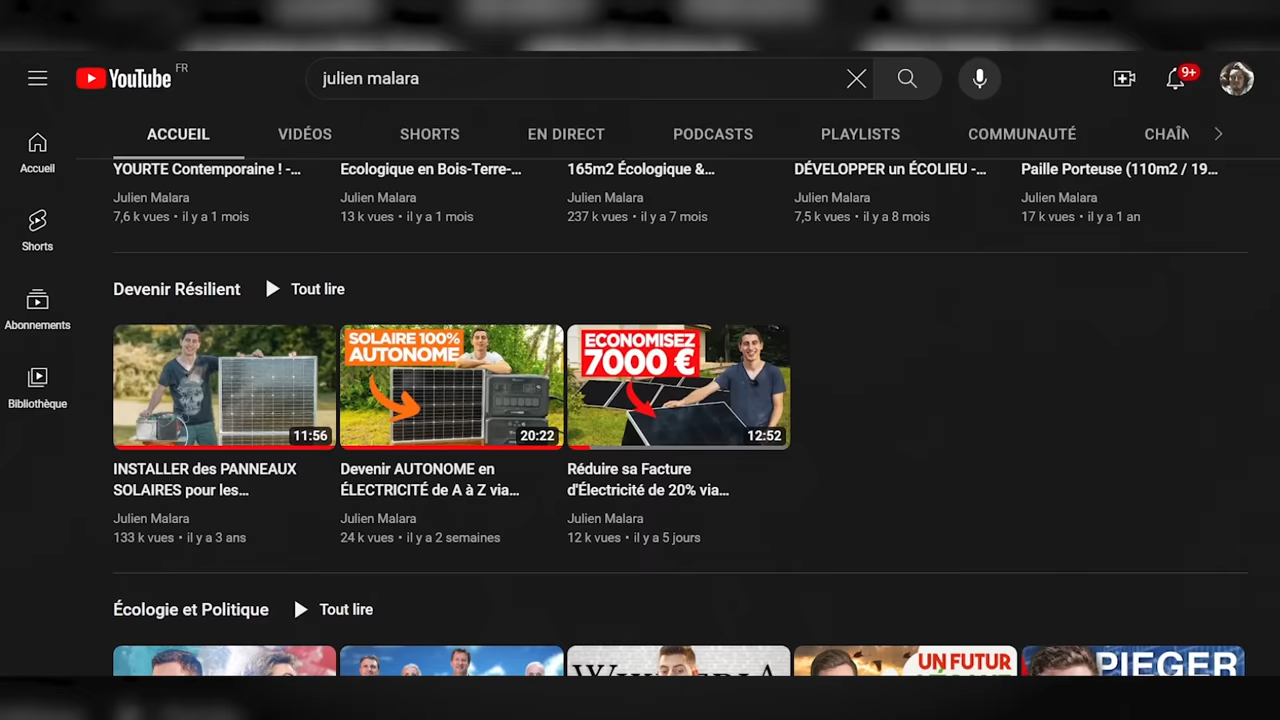 YouTube FR
julien malara
9+
ACCUEIL VIDÉOS SHORTS EN DIRECT PODCASTS PLAYLISTS COMMUNAUTÉ CHAÎN
Accueil
Shorts
Abonnements
Bibliothèque
YOURTE Contemporaine ! -...
Julien Malara
7,6 k vues • il y a 1 mois
Ecologique en Bois-Terre-...
Julien Malara
13 k vues • il y a 1 mois
165m2 Écologique &...
Julien Malara
237 k vues • il y a 7 mois
DÉVELOPPER un ÉCOLIEU -...
Julien Malara
7,5 k vues • il y a 8 mois
Paille Porteuse (110m2 / 19...
Julien Malara
17 k vues • il y a 1 an
Devenir Résilient Tout lire
11:56
INSTALLER des PANNEAUX
SOLAIRES pour les...
Julien Malara
133 k vues • il y a 3 ans
SOLAIRE 100%
AUTONOME
20:22
Devenir AUTONOME en
ÉLECTRICITÉ de A à Z via...
Julien Malara
24 k vues • il y a 2 semaines
ECONOMISEZ
7000 €
12:52
Réduire sa Facture
d'Électricité de 20% via...
Julien Malara
12 k vues • il y a 5 jours
Écologie et Politique Tout lire
UN FUTUR
PIEGER